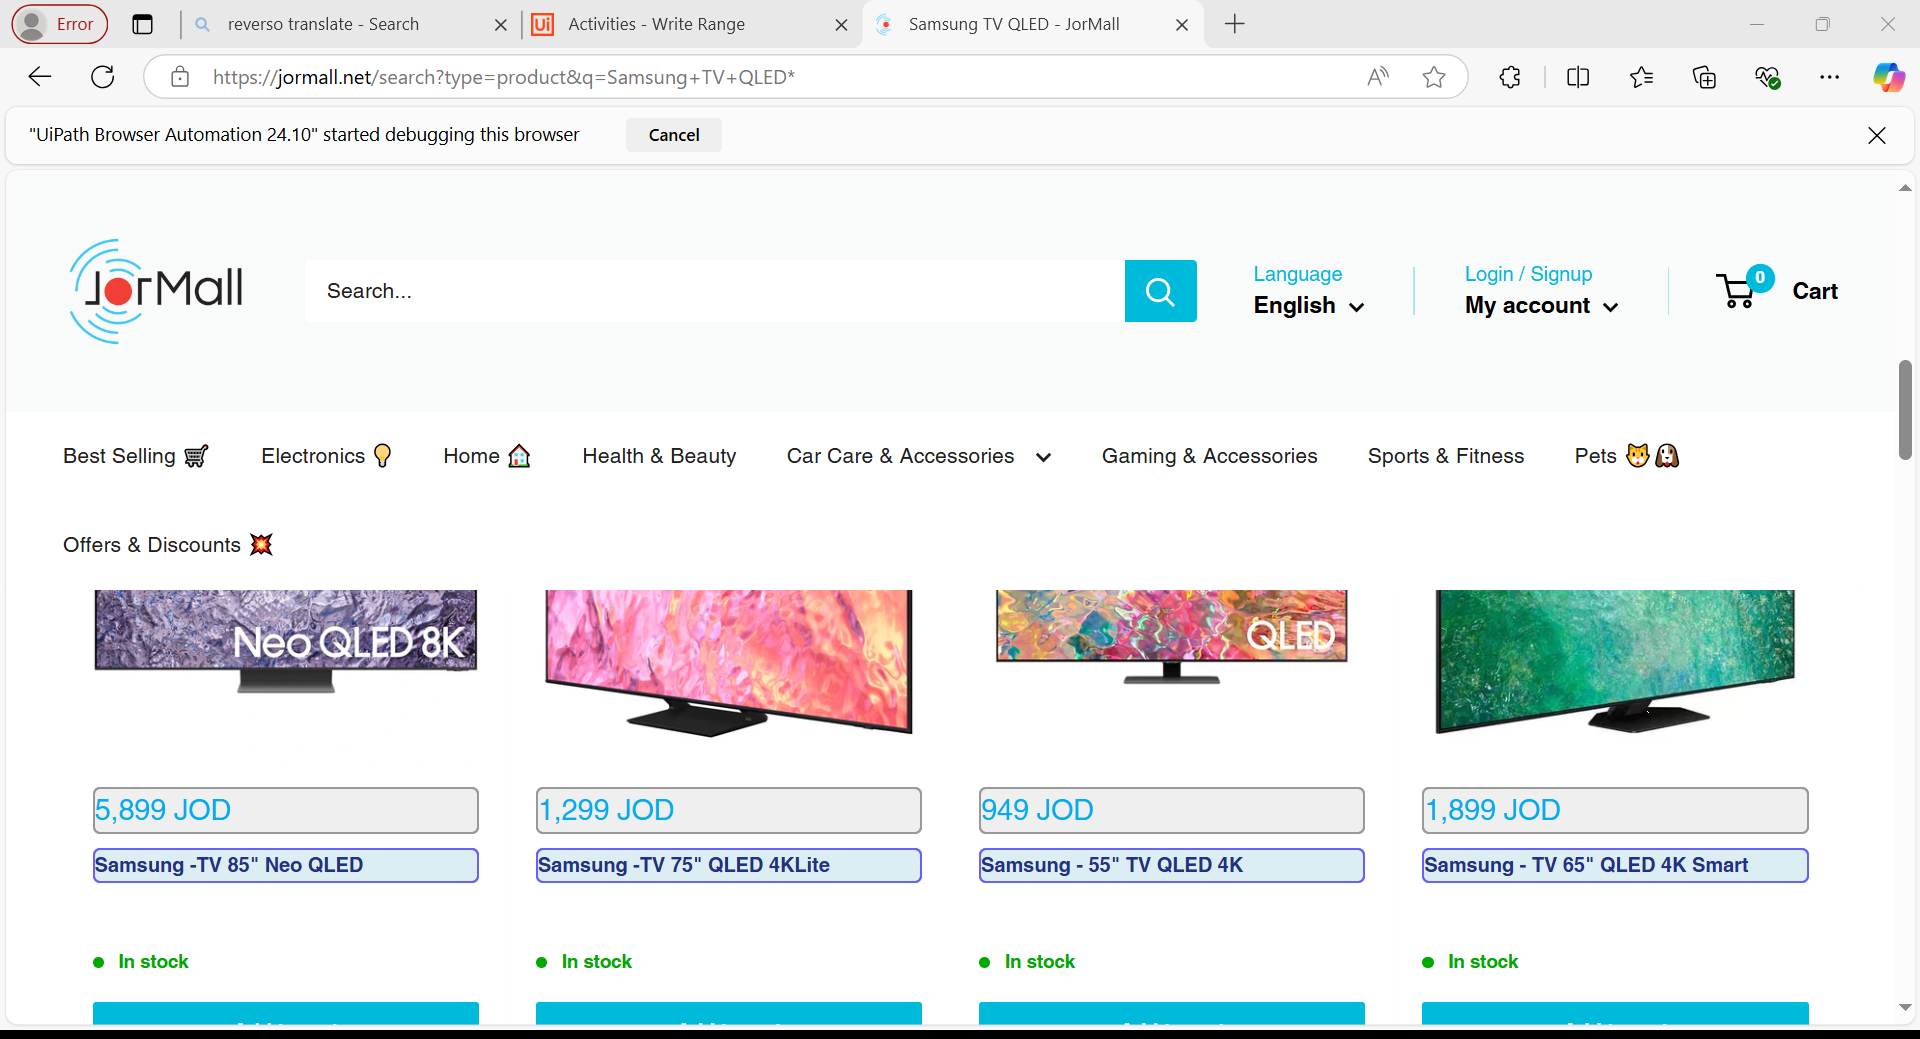 Error
reverso translate - Search
Ui Activities - Write Range
Samsung TV QLED - JorMall
https://jormall.net/search?type=product&q=Samsung+TV+QLED*
"UiPath Browser Automation 24.10" started debugging this browser
Cancel
JorMall
Search...
Language
English
Login / Signup
My account
0
Cart
Best Selling 🛒 Electronics 💡 Home 🏠 Health & Beauty Car Care & Accessories Gaming & Accessories Sports & Fitness Pets 🐱🐶
Offers & Discounts 💥
Neo QLED 8K
QLED
5,899 JOD
Samsung -TV 85" Neo QLED
In stock
1,299 JOD
Samsung -TV 75" QLED 4KLite
In stock
949 JOD
Samsung - 55" TV QLED 4K
In stock
1,899 JOD
Samsung - TV 65" QLED 4K Smart
In stock